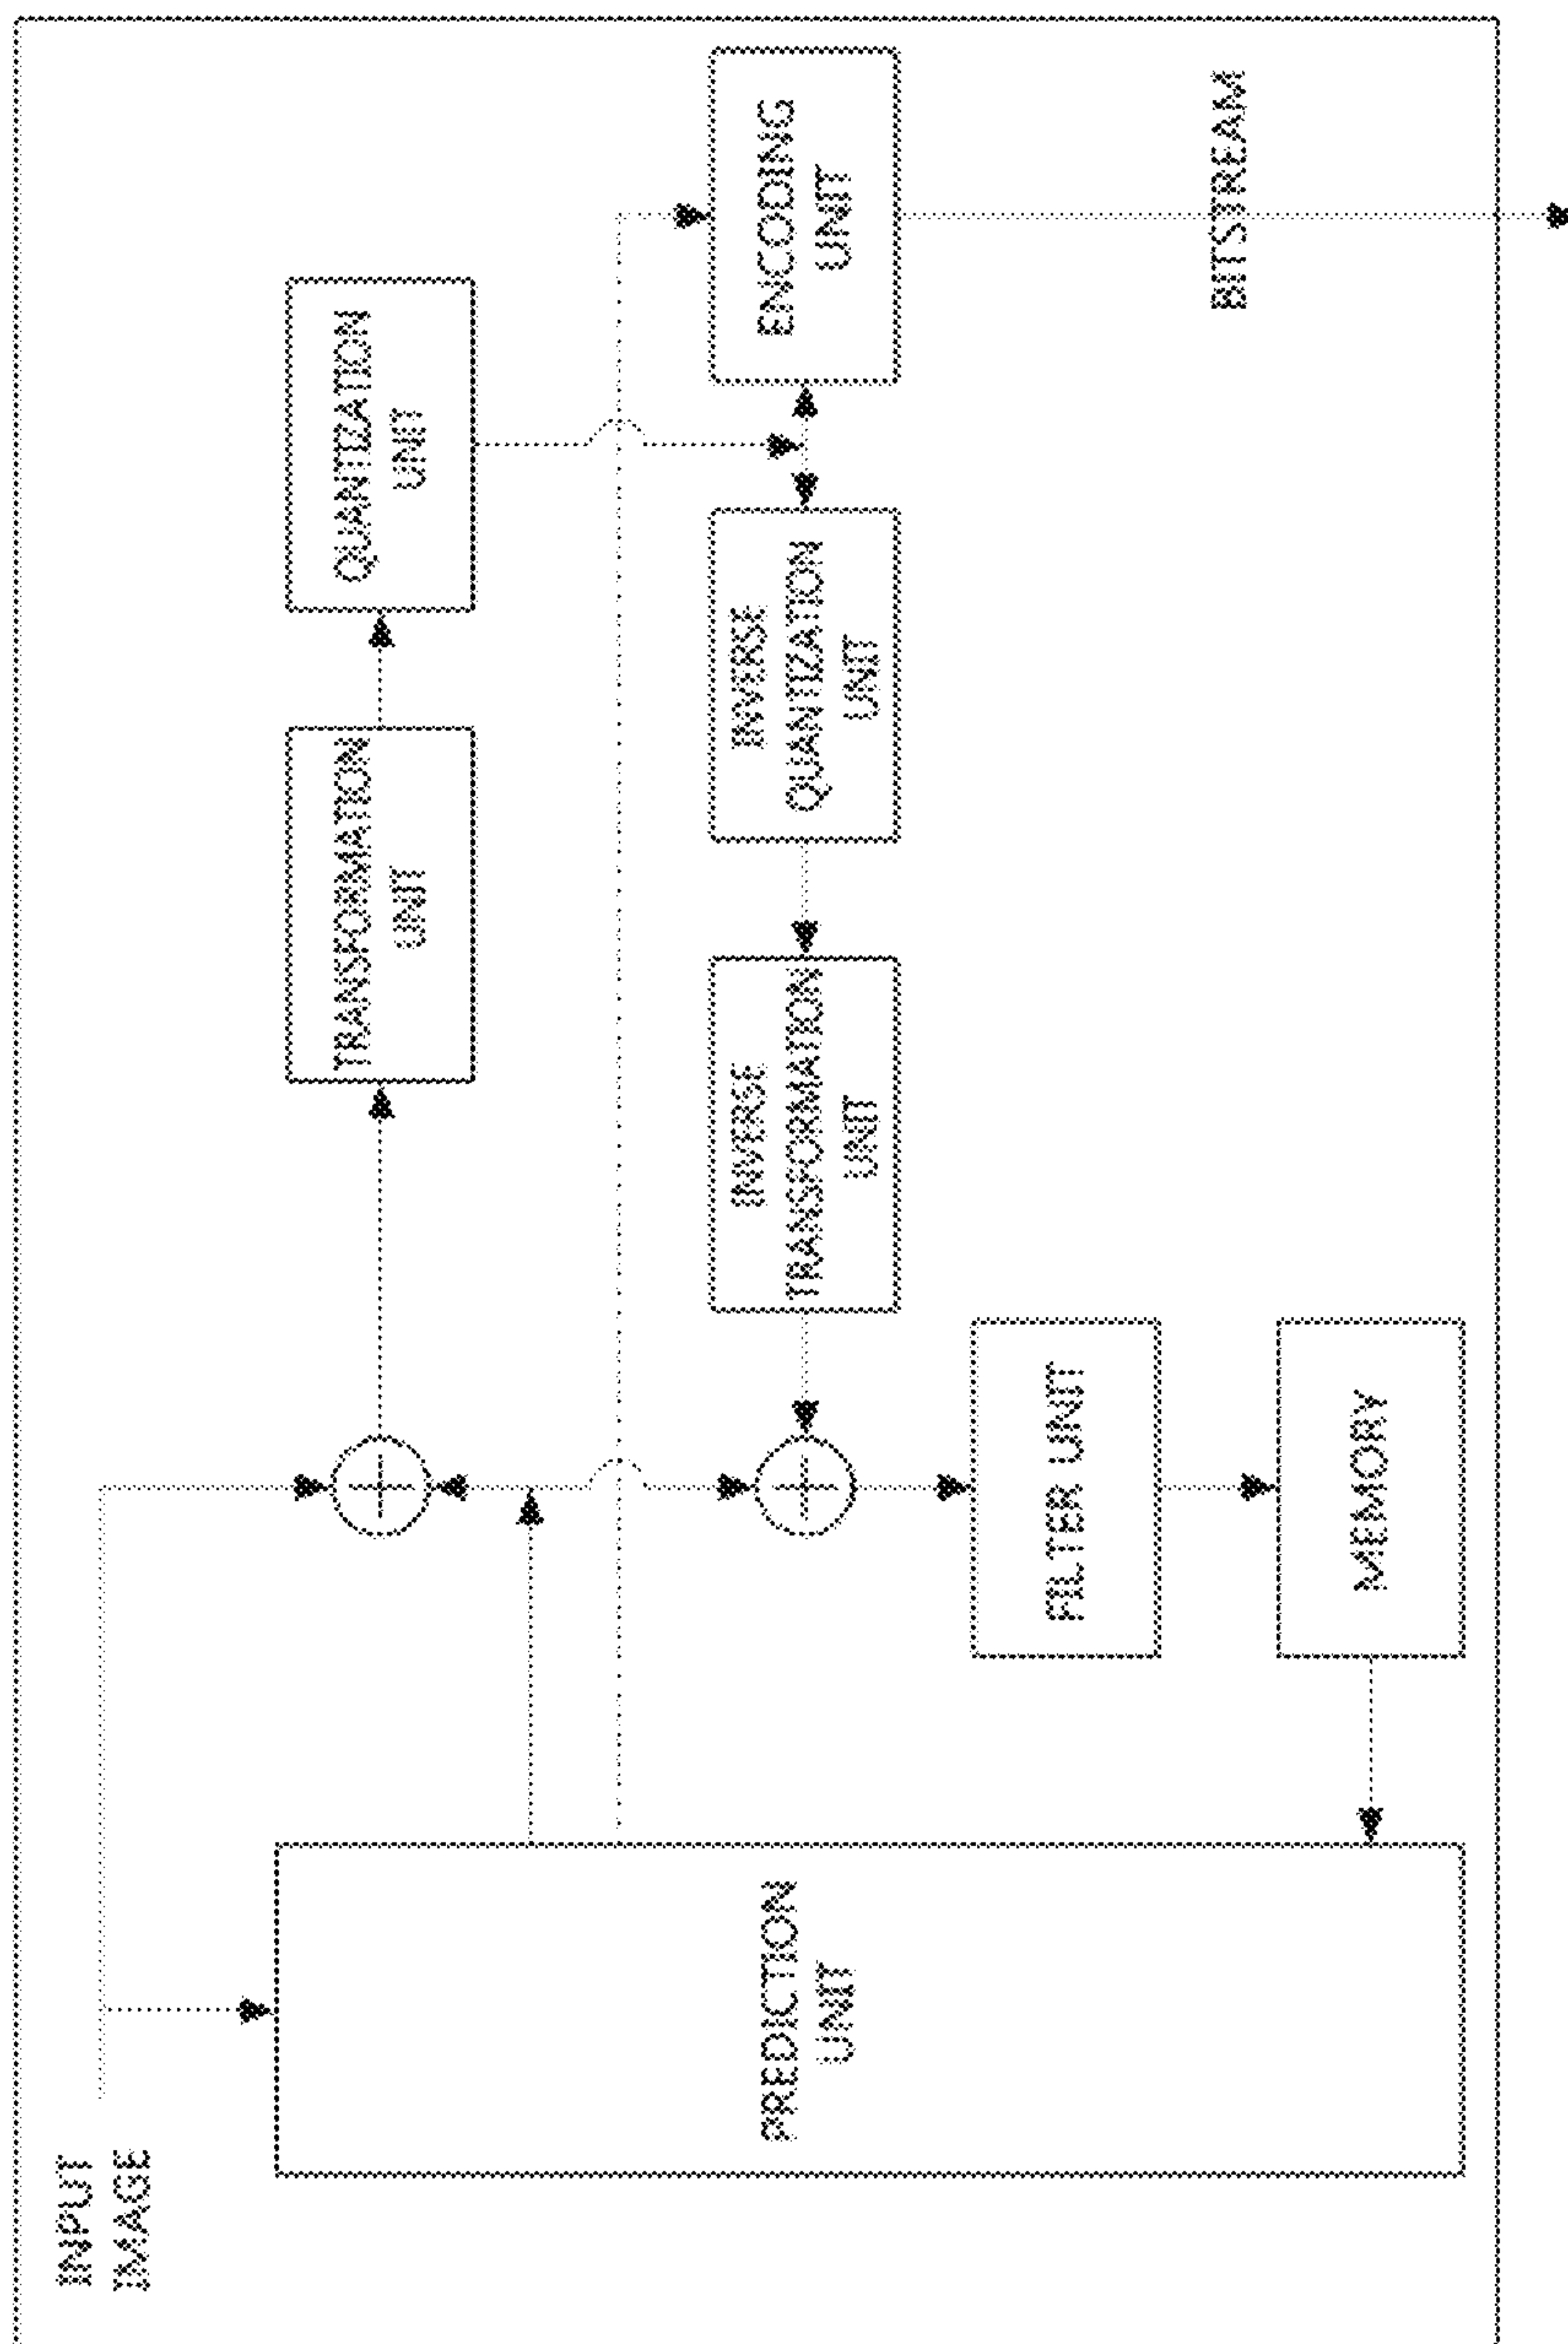 INPUT
IMAGE
TRANSFORMATION
UNIT
QUANTIZATION
UNIT
PREDICTION
UNIT
INVERSE
TRANSFORMATION
UNIT
INVERSE
QUANTIZATION
UNIT
ENCODING
UNIT
FILTER UNIT
BITSTREAM
MEMORY